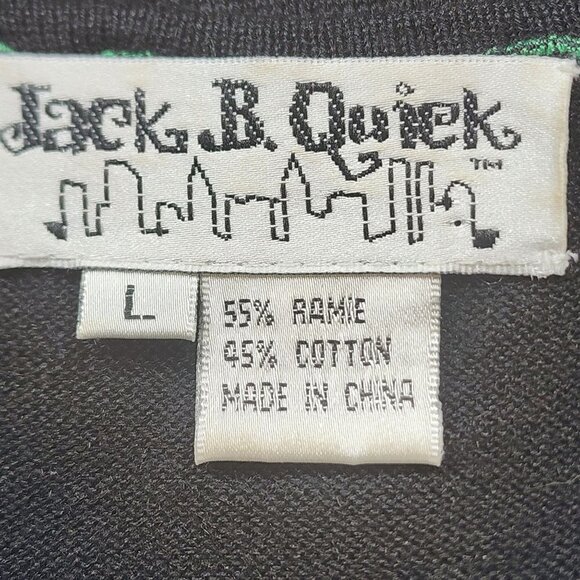 Jack B. Quick
™
L
55% RAMIE
45% COTTON
MADE IN CHINA